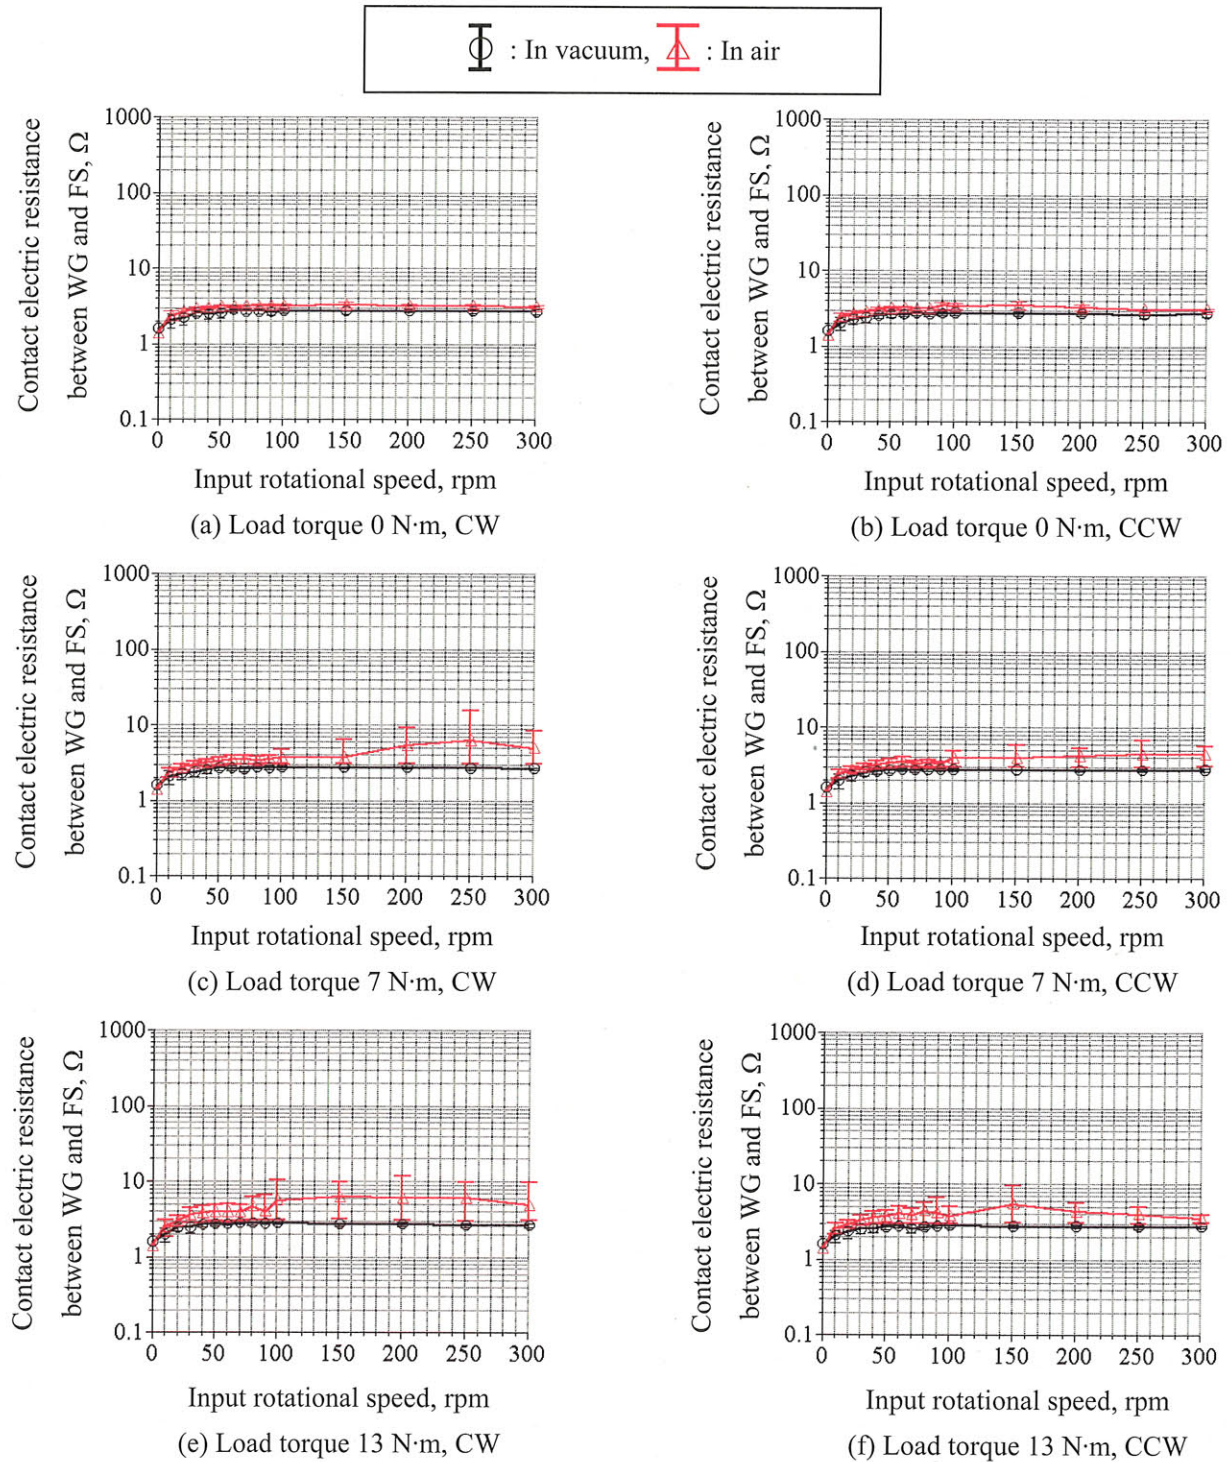 : In vacuum, : In air
Contact electric resistance
between WG and FS, Ω
1000
100
10
1
0.1
0 50 100 150 200 250 300
Input rotational speed, rpm
(a) Load torque 0 N·m, CW
Contact electric resistance
between WG and FS, Ω
1000
100
10
1
0.1
0 50 100 150 200 250 300
Input rotational speed, rpm
(b) Load torque 0 N·m, CCW
Contact electric resistance
between WG and FS, Ω
1000
100
10
1
0.1
0 50 100 150 200 250 300
Input rotational speed, rpm
(c) Load torque 7 N·m, CW
Contact electric resistance
between WG and FS, Ω
1000
100
10
1
0.1
0 50 100 150 200 250 300
Input rotational speed, rpm
(d) Load torque 7 N·m, CCW
Contact electric resistance
between WG and FS, Ω
1000
100
10
1
0.1
0 50 100 150 200 250 300
Input rotational speed, rpm
(e) Load torque 13 N·m, CW
Contact electric resistance
between WG and FS, Ω
1000
100
10
1
0.1
0 50 100 150 200 250 300
Input rotational speed, rpm
(f) Load torque 13 N·m, CCW